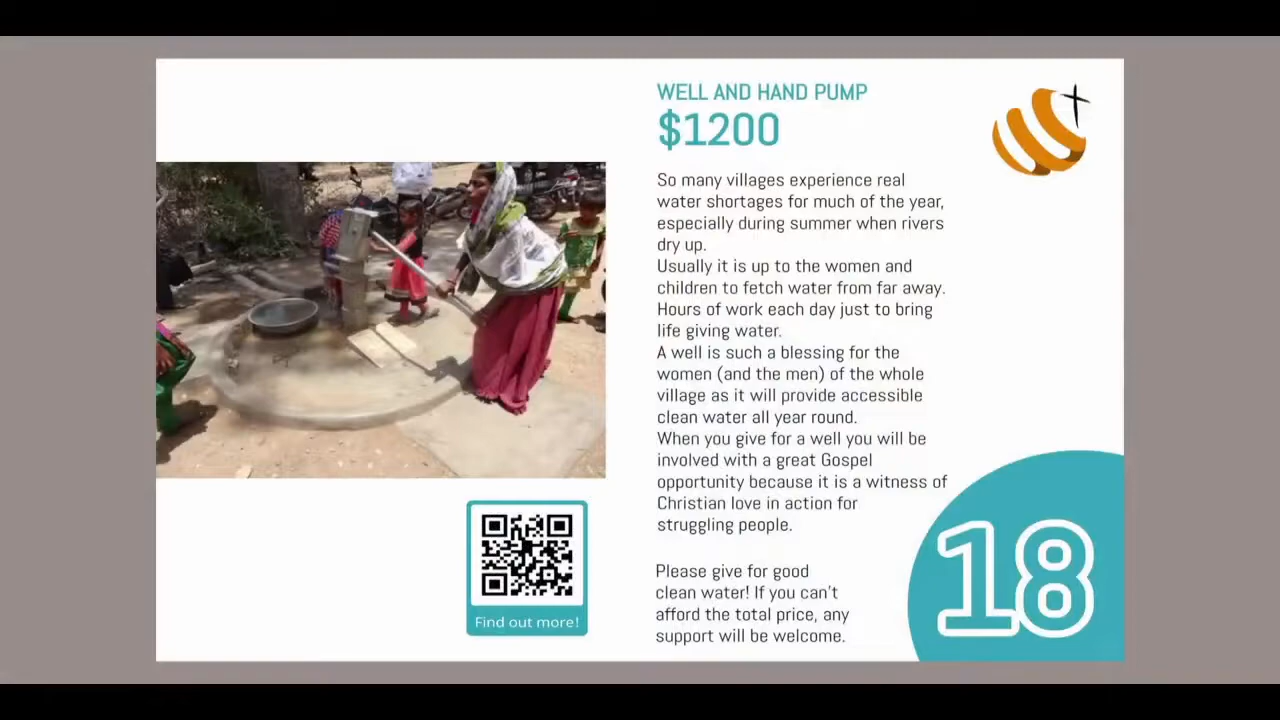 WELL AND HAND PUMP
$1200
So many villages experience real
water shortages for much of the year,
especially during summer when rivers
dry up.
Usually it is up to the women and
children to fetch water from far away.
Hours of work each day just to bring
life giving water.
A well is such a blessing for the
women (and the men) of the whole
village as it will provide accessible
clean water all year round.
When you give for a well you will be
involved with a great Gospel
opportunity because it is a witness of
Christian love in action for
struggling people.
Please give for good
clean water! If you can't
afford the total price, any
support will be welcome.
Find out more!
18